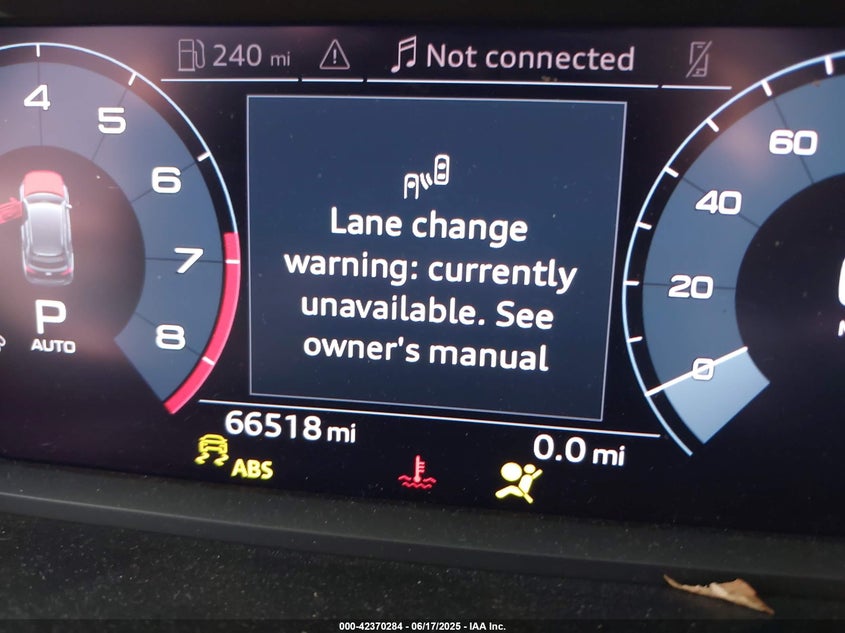 240 mi
Not connected
4
5
6
7
8
P
AUTO
Lane change
warning: currently
unavailable. See
owner's manual
60
40
20
0
66518 mi
0.0 mi
ABS
000-42370284 - 06/17/2025 - IAA Inc.